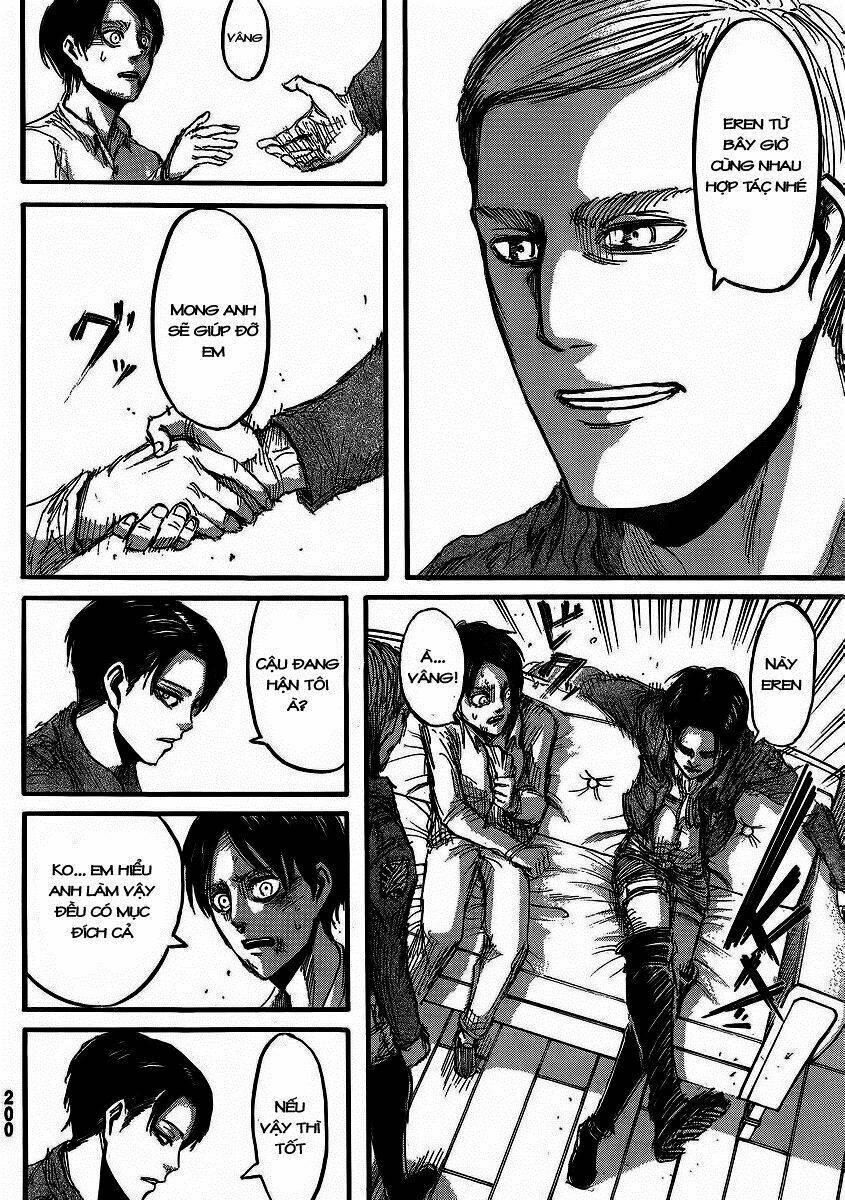 EREN TỪ
BÂY GIỜ
CÙNG NHAU
HỢP TÁC NHÉ
VÂNG
MONG ANH
SẼ GIÚP ĐỠ
EM
グッ
NÀY
EREN
À...
VÂNG!
CẬU ĐANG
HẬN TÔI
À?
KO... EM HIỂU
ANH LÀM VẬY
ĐỀU CÓ MỤC
ĐÍCH CẢ
NẾU
VẬY THÌ
TỐT
200